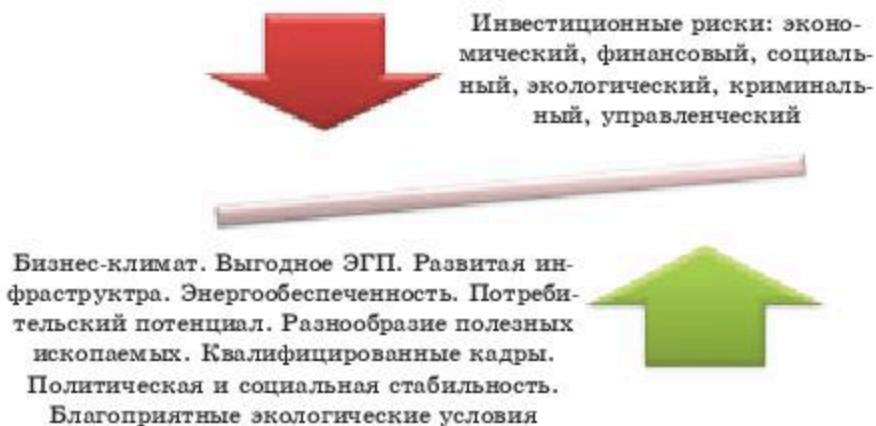 Инвестиционные риски: эконо-
мический, финансовый, социаль-
ный, экологический, криминаль-
ный, управленческий
Бизнес-климат. Выгодное ЭГП. Развитая ин-
фраструктра. Энергообеспеченность. Потреби-
тельский потенциал. Разнообразие полезных
ископаемых. Квалифицированные кадры.
Политическая и социальная стабильность.
Благоприятные экологические условия